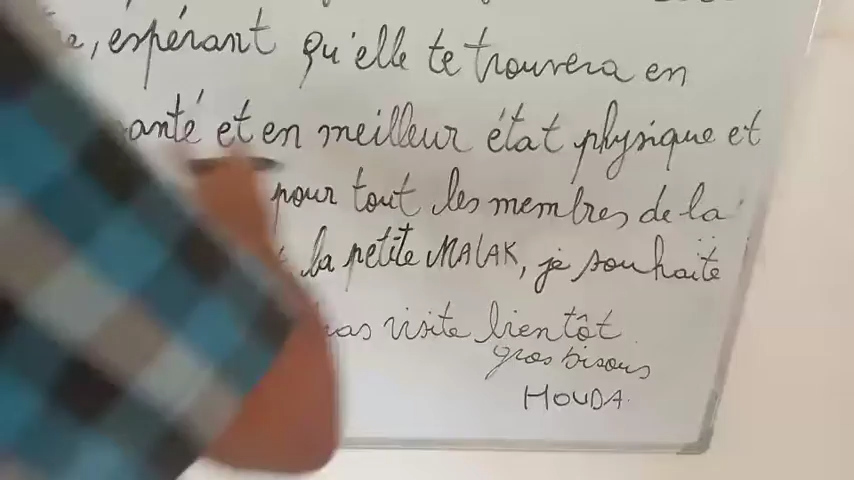 , espérant qu'elle te trouvera en
anté et en meilleur état physique et
pour tout les membres de la
la petite MALAK, je souhaite
visite bientôt
gros bisous
HOUDA.